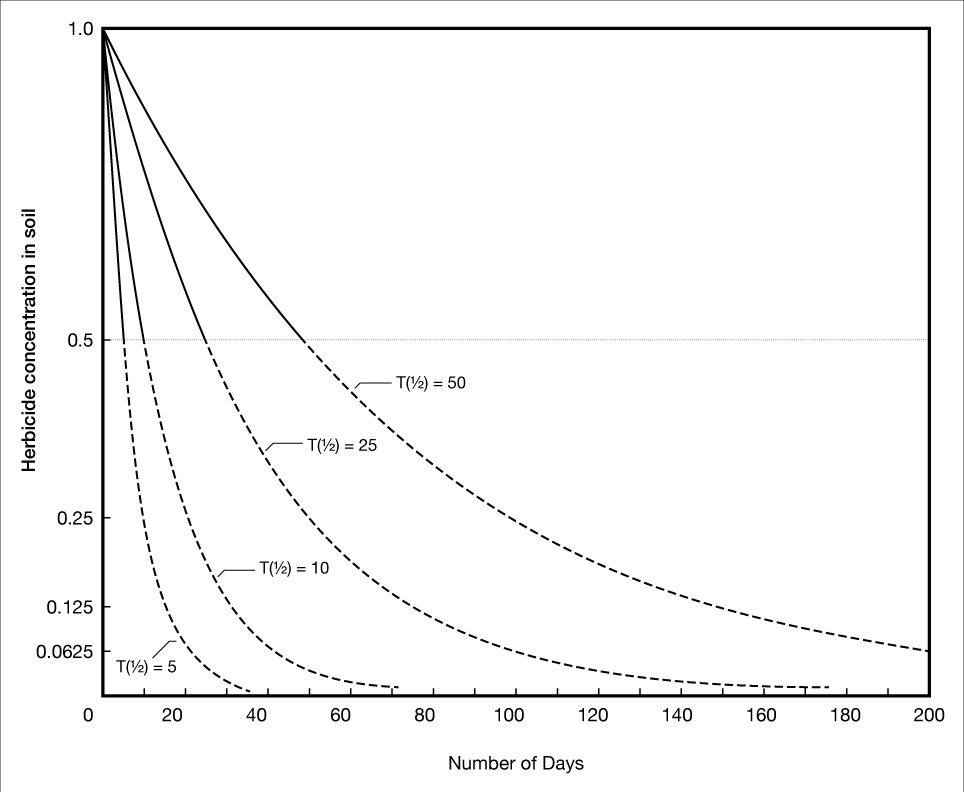 1.0
Herbicide concentration in soil
0.5
T(½) = 50
T(½) = 25
0.25
T(½) = 10
0.125
0.0625
T(½) = 5
0 20 40 60 80 100 120 140 160 180 200
Number of Days